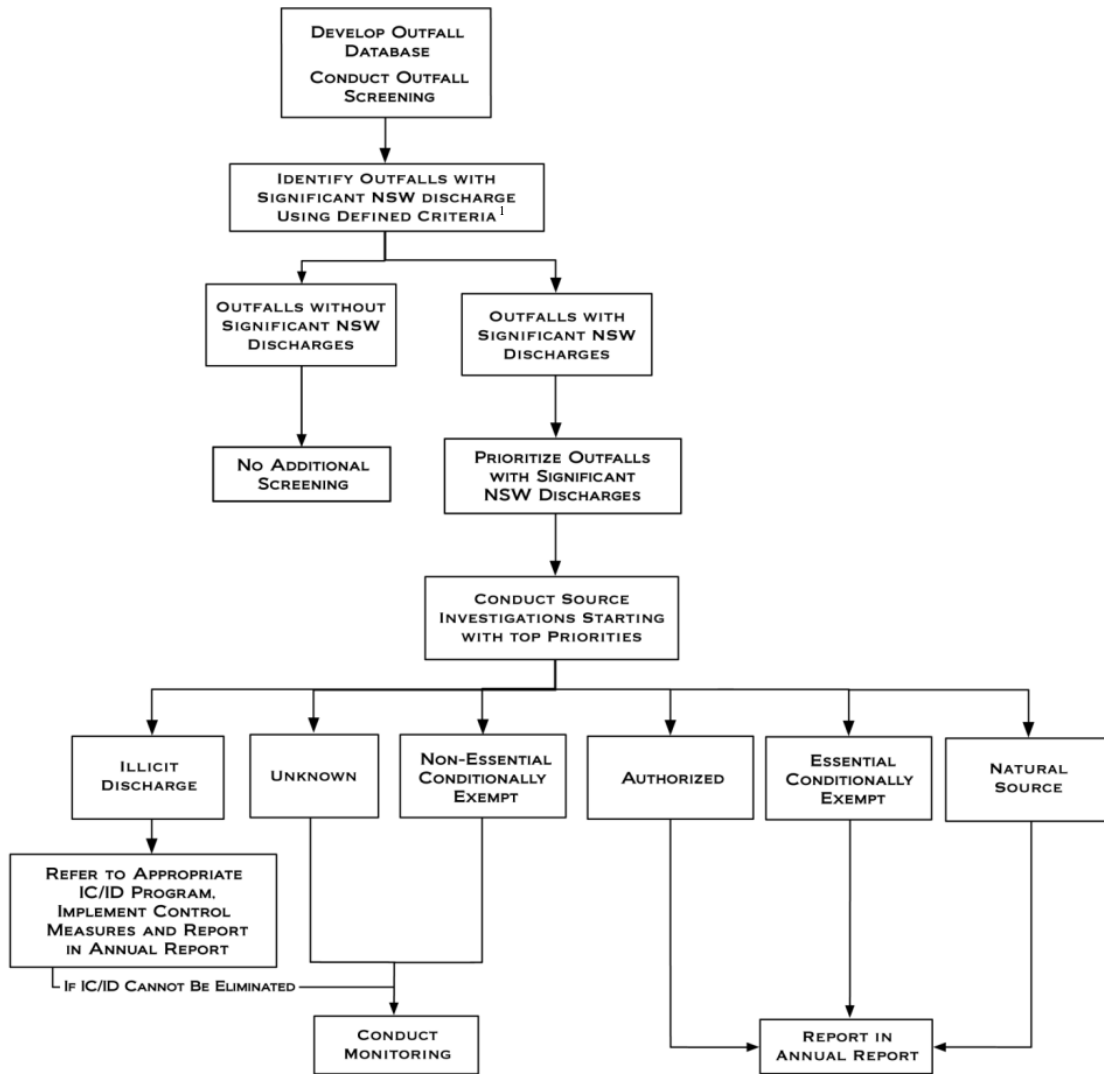 DEVELOP OUTFALL
DATABASE
CONDUCT OUTFALL
SCREENING
IDENTIFY OUTFALLS WITH
SIGNIFICANT NSW DISCHARGE
USING DEFINED CRITERIA1
OUTFALLS WITHOUT
SIGNIFICANT NSW
DISCHARGES
OUTFALLS WITH
SIGNIFICANT NSW
DISCHARGES
NO ADDITIONAL
SCREENING
PRIORITIZE OUTFALLS
WITH SIGNIFICANT
NSW DISCHARGES
CONDUCT SOURCE
INVESTIGATIONS STARTING
WITH TOP PRIORITIES
ILLICIT
DISCHARGE
UNKNOWN
NON-ESSENTIAL
CONDITIONALLY
EXEMPT
AUTHORIZED
ESSENTIAL
CONDITIONALLY
EXEMPT
NATURAL
SOURCE
REFER TO APPROPRIATE
IC/ID PROGRAM,
IMPLEMENT CONTROL
MEASURES AND REPORT
IN ANNUAL REPORT
IF IC/ID CANNOT BE ELIMINATED
CONDUCT
MONITORING
REPORT IN
ANNUAL REPORT